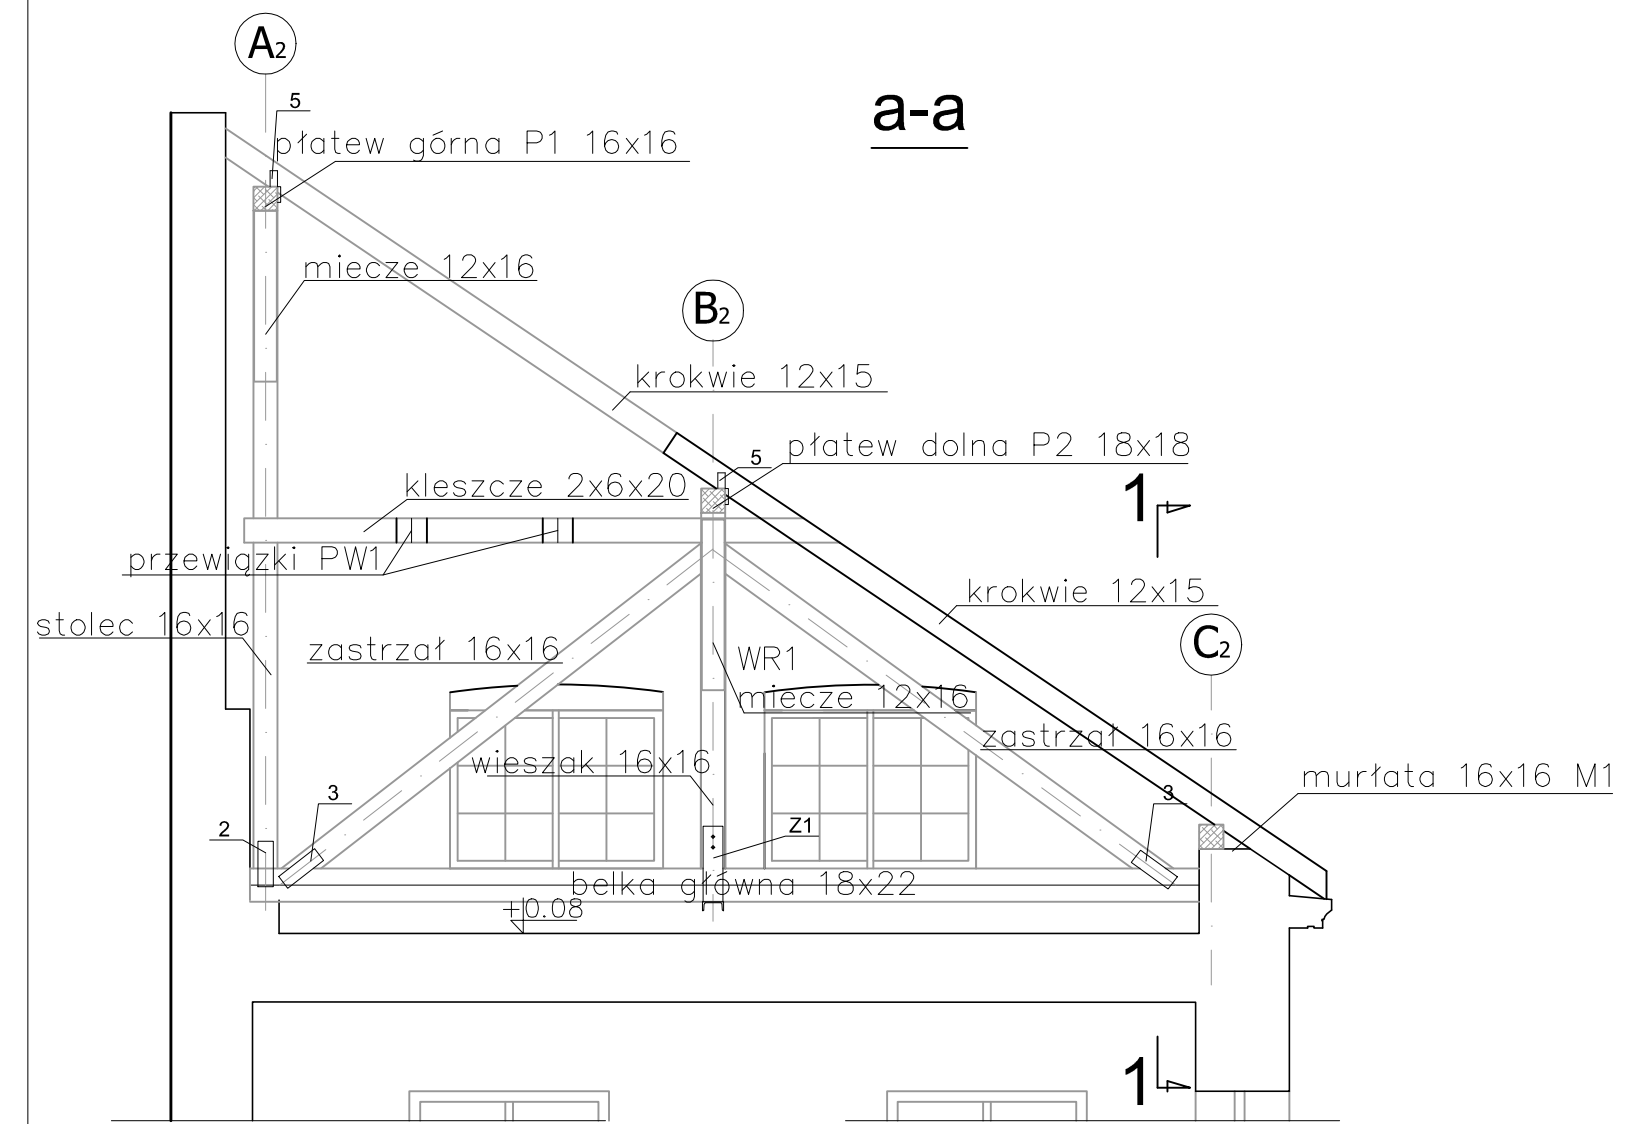 A2
a-a
5
płatew górna P1 16x16
miecze 12x16
B2
krokwie 12x15
płatew dolna P2 18x18
5
kleszcze 2x6x20
1
przewiązki PW1
krokwie 12x15
stolec 16x16
C2
zastrzał 16x16
WR1
miecze 12x16
zastrzał 16x16
wieszak 16x16
murłata 16x16 M1
3
3
2
Z1
belka główna 18x22
+0.08
1